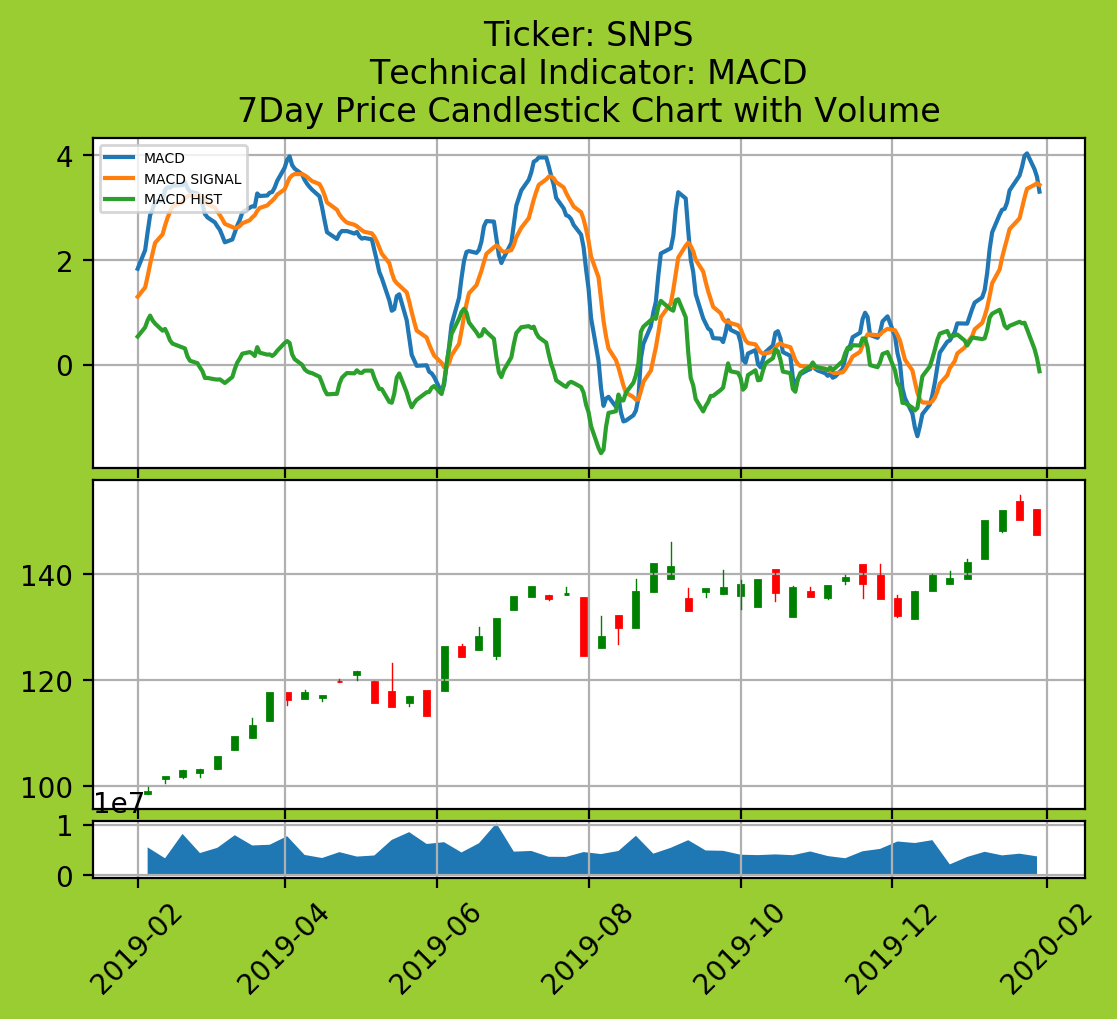 Ticker: SNPS
Technical Indicator: MACD
7Day Price Candlestick Chart with Volume
MACD
MACD SIGNAL
MACD HIST
4
2
0
140
120
100
1e7
1
0
2019-02
2019-04
2019-06
2019-08
2019-10
2019-12
2020-02